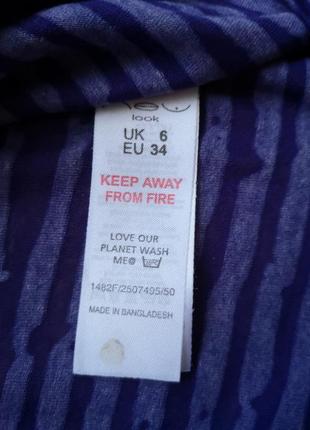 look
UK 6
EU 34
KEEP AWAY
FROM FIRE
LOVE OUR
PLANET WASH
ME@
1482F/2507495/50
MADE IN BANGLADESH